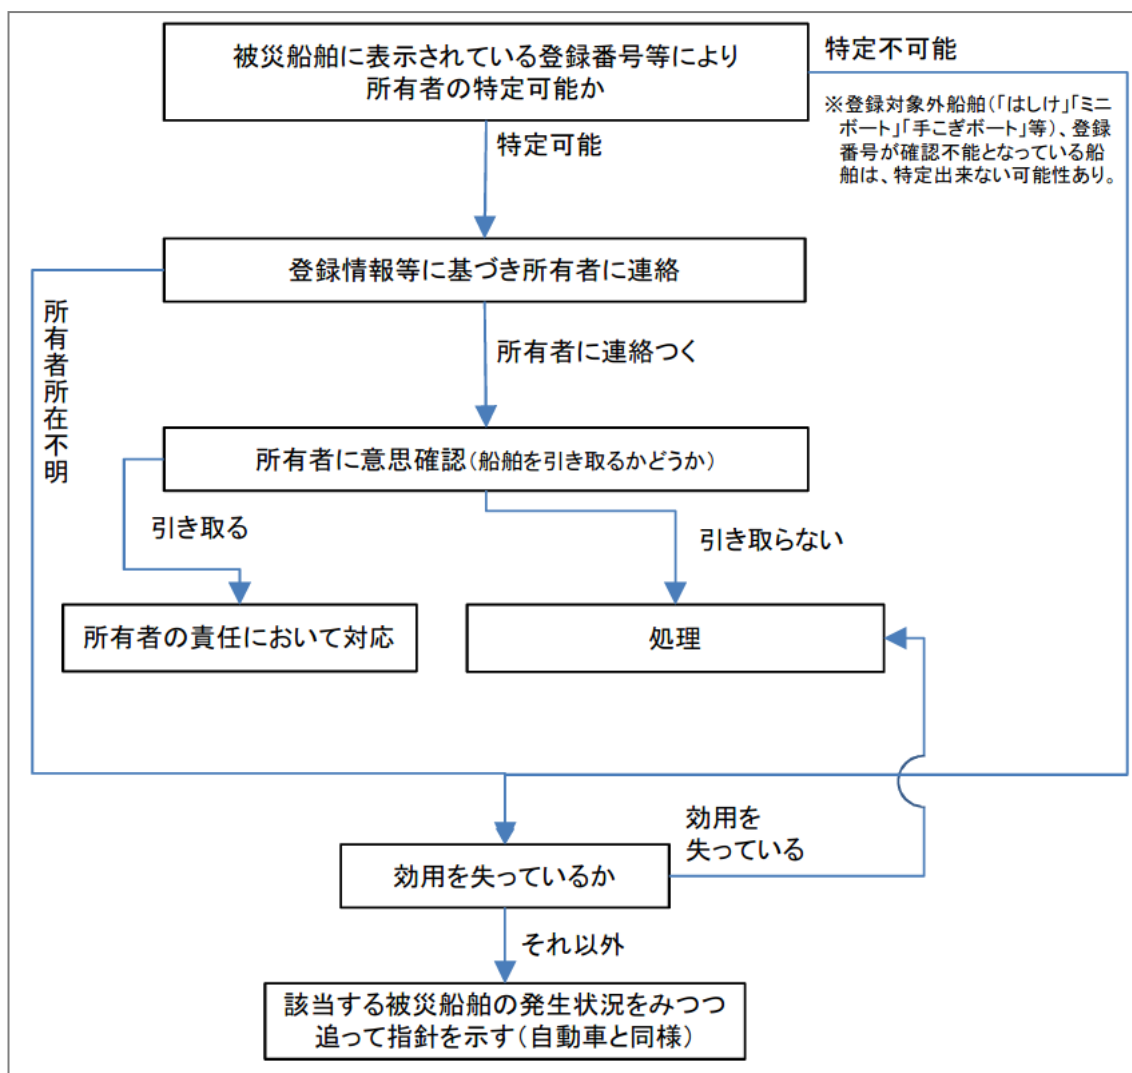 被災船舶に表示されている登録番号等により
所有者の特定可能か
特定不可能
※登録対象外船舶(「はしけ」「ミニ
ボート」「手こぎボート」等)、登録
番号が確認不能となっている船
舶は、特定出来ない可能性あり。
特定可能
登録情報等に基づき所有者に連絡
所有者所在不明
所有者に連絡つく
所有者に意思確認(船舶を引き取るかどうか)
引き取る
引き取らない
所有者の責任において対応
処理
効用を
失っている
効用を失っているか
それ以外
該当する被災船舶の発生状況をみつつ
追って指針を示す(自動車と同様)